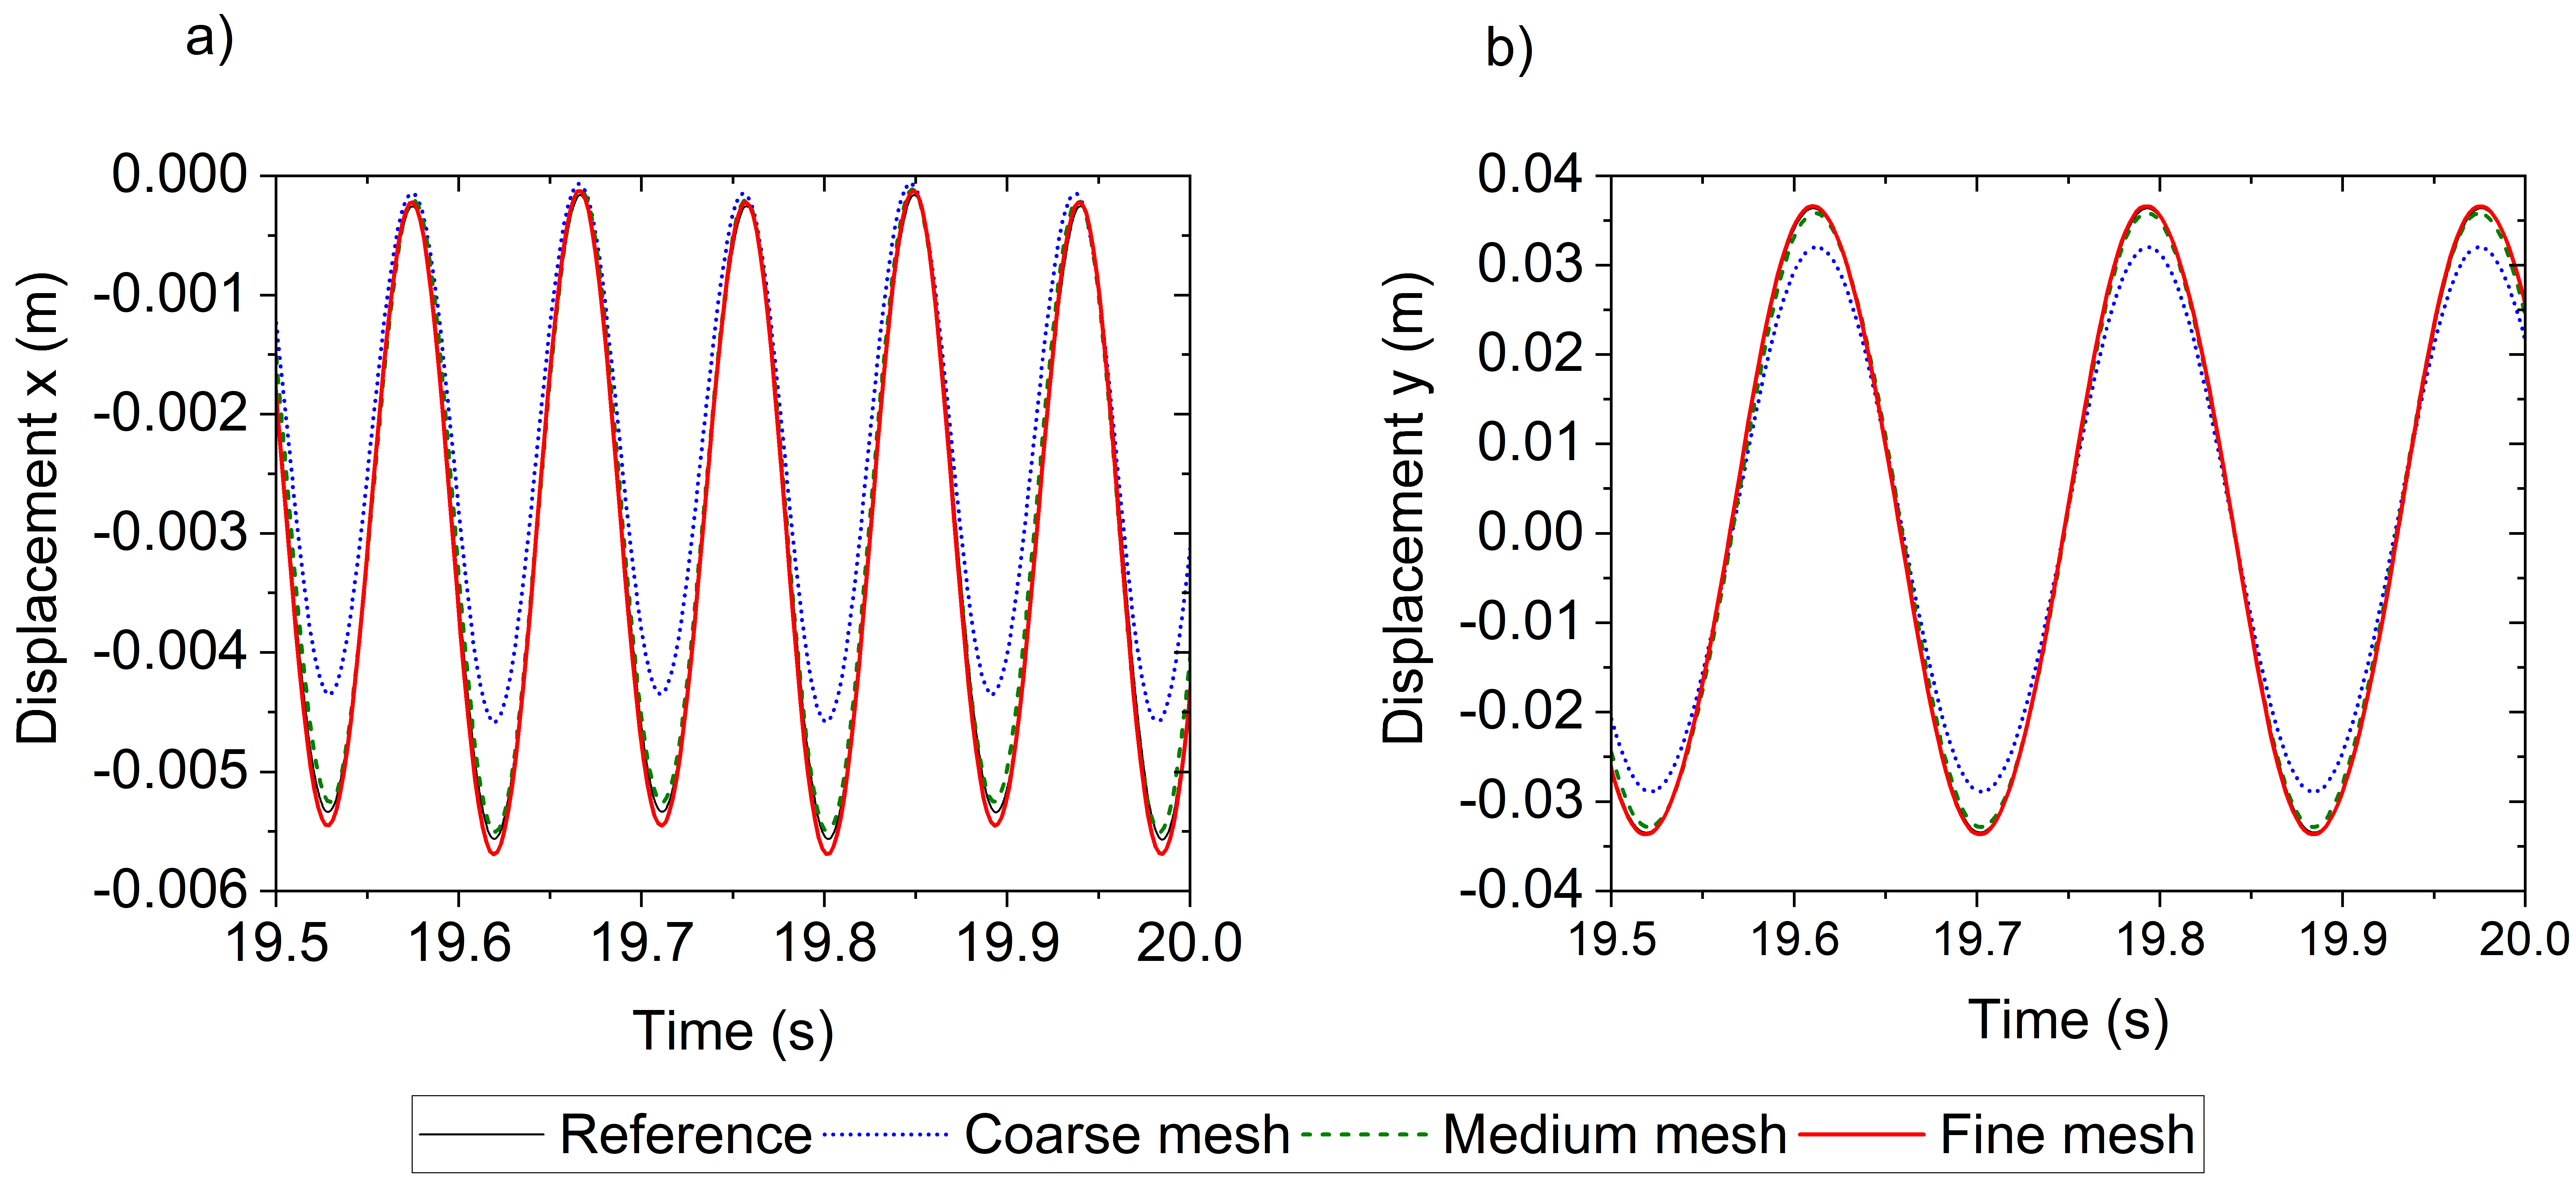 a)
Displacement x (m)
0.000
-0.001
-0.002
-0.003
-0.004
-0.005
-0.006
19.5 19.6 19.7 19.8 19.9 20.0
Time (s)
b)
Displacement y (m)
0.04
0.03
0.02
0.01
0.00
-0.01
-0.02
-0.03
-0.04
19.5 19.6 19.7 19.8 19.9 20.0
Time (s)
Reference Coarse mesh Medium mesh Fine mesh